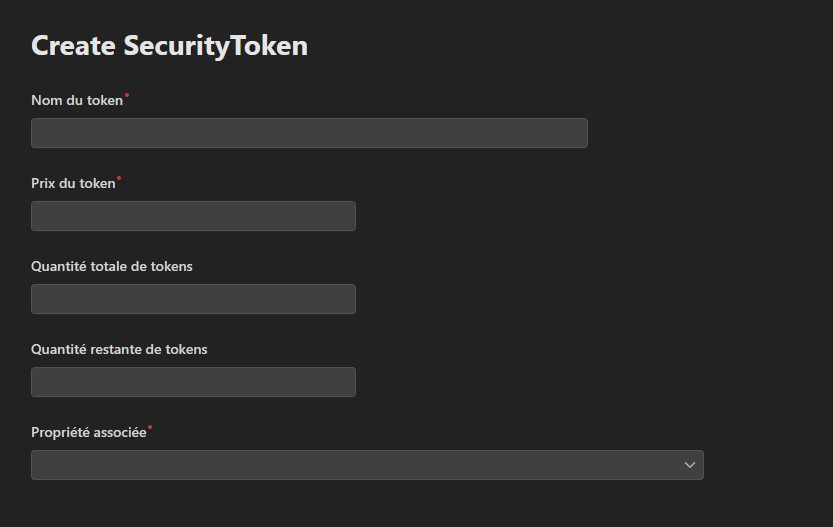 Create SecurityToken
Nom du token
Prix du token
Quantité totale de tokens
Quantité restante de tokens
Propriété associée